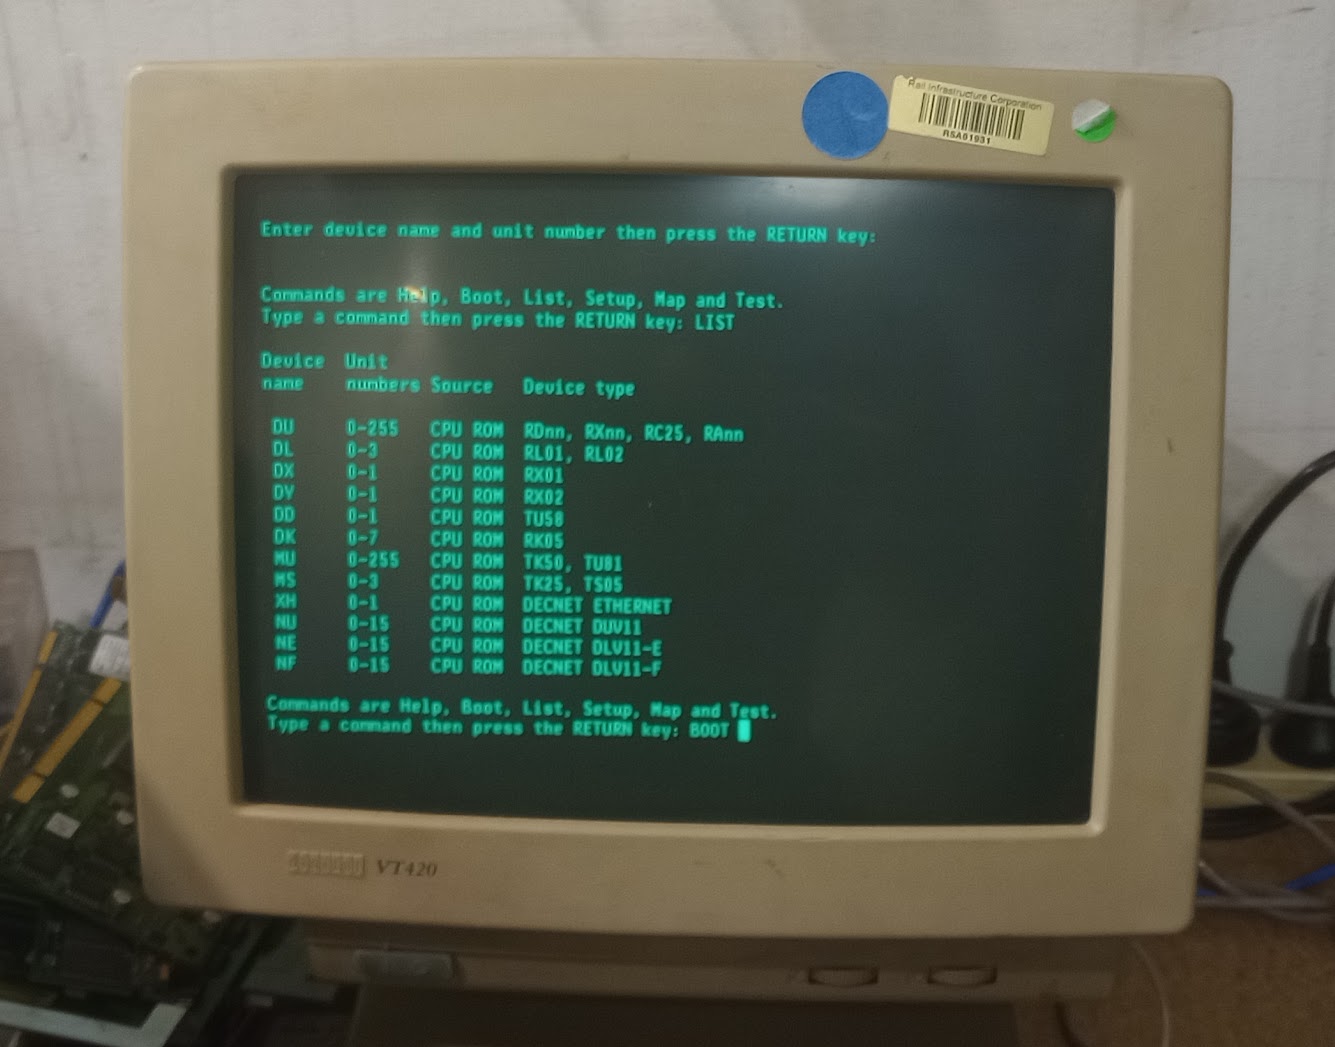 Rail Infrastructure Corporation
RSA01931
Enter device name and unit number then press the RETURN key:
Commands are Help, Boot, List, Setup, Map and Test.
Type a command then press the RETURN key: LIST
Device Unit
name numbers Source Device type
DU 0-255 CPU ROM RDnn, RXnn, RC25, RAnn
DL 0-3 CPU ROM RL01, RL02
DX 0-1 CPU ROM RX01
DY 0-1 CPU ROM RX02
DD 0-1 CPU ROM TU58
DK 0-7 CPU ROM RK05
MU 0-255 CPU ROM TK50, TU81
MS 0-3 CPU ROM TK25, TS05
XH 0-1 CPU ROM DECNET ETHERNET
NU 0-15 CPU ROM DECNET DUV11
NE 0-15 CPU ROM DECNET DLV11-E
NF 0-15 CPU ROM DECNET DLV11-F
Commands are Help, Boot, List, Setup, Map and Test.
Type a command then press the RETURN key: BOOT
digital VT420